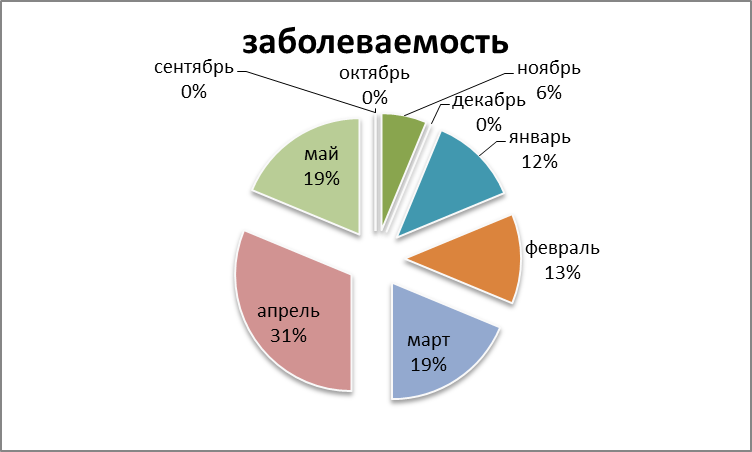 заболеваемость
сентябрь
0%
октябрь
0%
ноябрь
6%
декабрь
0%
январь
12%
февраль
13%
март
19%
апрель
31%
май
19%